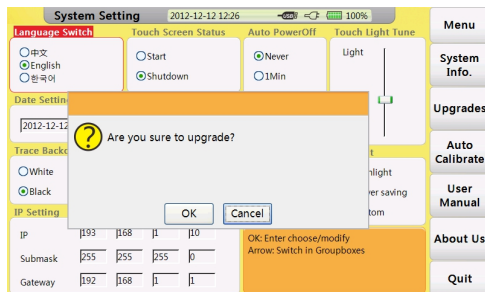 System Setting
2012-12-12 12:26
100%
Menu
Language Switch
Touch Screen Status
Auto PowerOff
Touch Light Tune
中文
English
한국어
Start
Shutdown
Never
1Min
Light
System
Info.
Date Settin
2012-12-12
Upgrades
Are you sure to upgrade?
Trace Backg
t
Auto
Calibrate
White
Black
nlight
er saving
tom
User
Manual
OK
Cancel
IP Setting
IP
193
168
1
10
Submask
255
255
255
0
Gateway
192
168
1
1
OK: Enter choose/modify
Arrow: Switch in Groupboxes
About Us
Quit